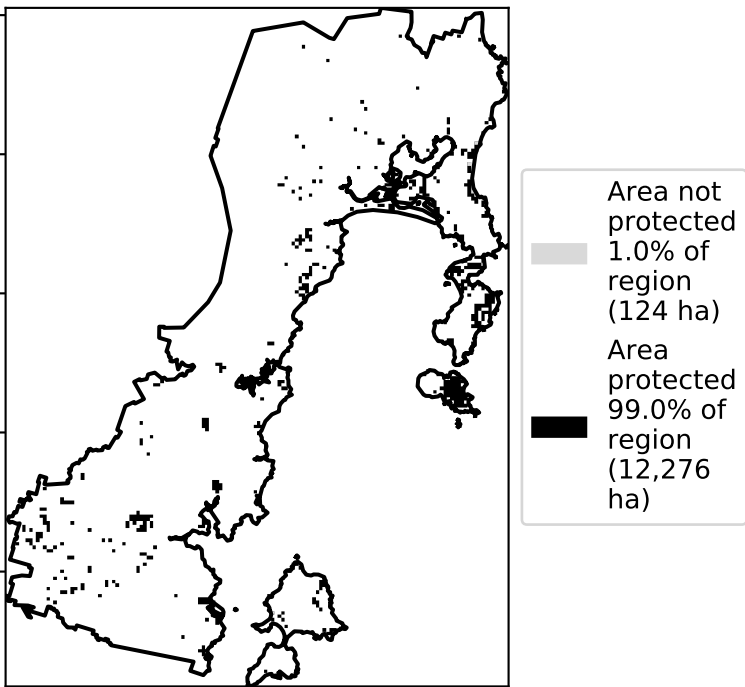 Area not
protected
1.0% of
region
(124 ha)
Area
protected
99.0% of
region
(12,276
ha)